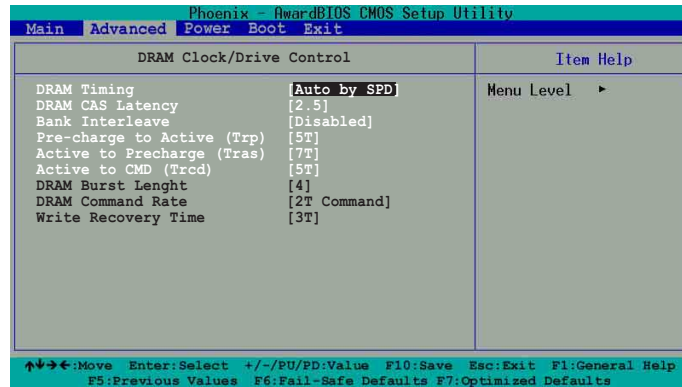 Phoenix - AwardBIOS CMOS Setup Utility
Main Advanced Power Boot Exit
DRAM Clock/Drive Control
Item Help
DRAM Timing [Auto by SPD]
Menu Level ►
DRAM CAS Latency [2.5]
Bank Interleave [Disabled]
Pre-charge to Active (Trp) [5T]
Active to Precharge (Tras) [7T]
Active to CMD (Trcd) [5T]
DRAM Burst Lenght [4]
DRAM Command Rate [2T Command]
Write Recovery Time [3T]
↑↓→←:Move Enter:Select +/-/PU/PD:Value F10:Save Esc:Exit F1:General Help
F5:Previous Values F6:Fail-Safe Defaults F7:Optimized Defaults